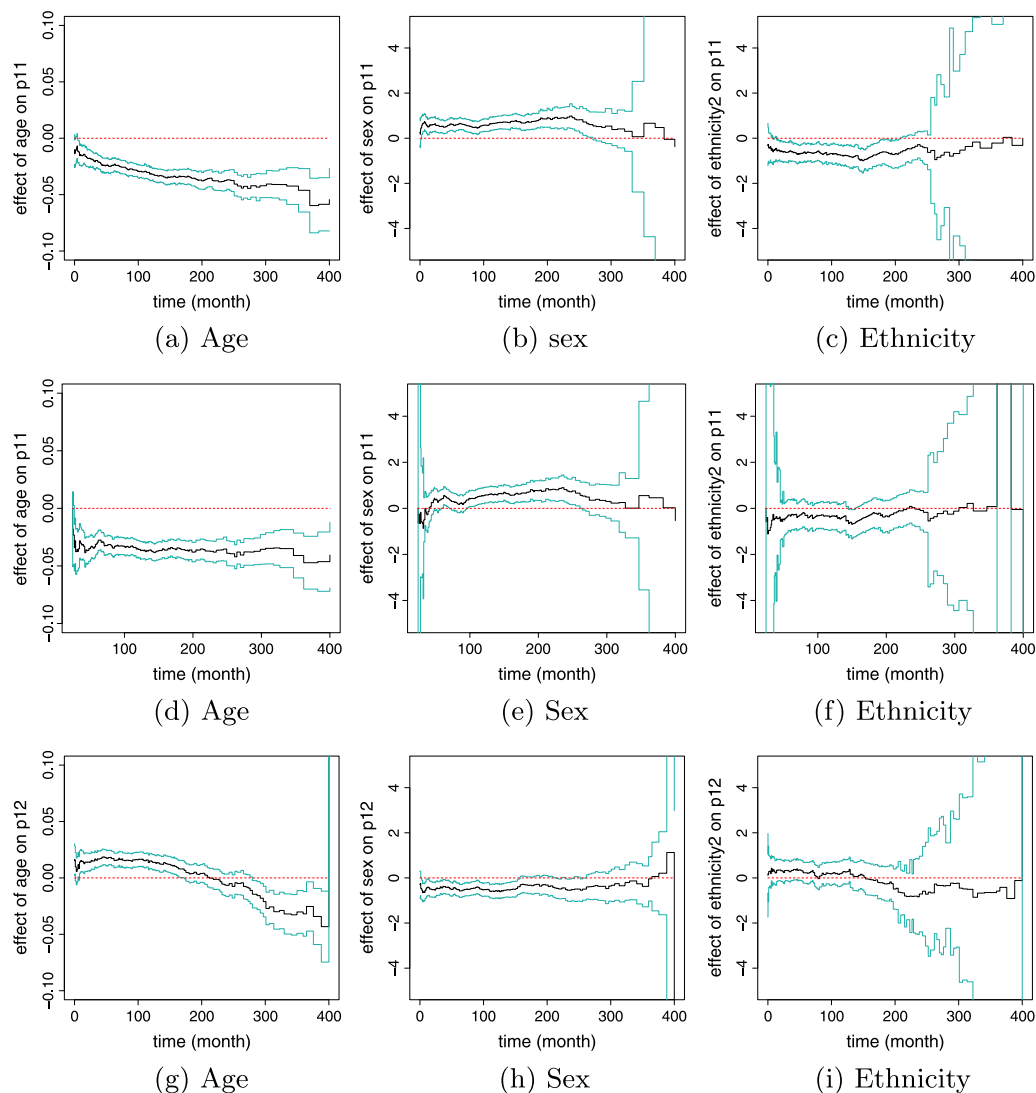 effect of age on p11
0.10
0.05
0.00
−0.05
−0.10
0 100 200 300 400
time (month)
(a) Age
effect of sex on p11
4
2
0
−2
−4
0 100 200 300 400
time (month)
(b) sex
effect of ethnicity2 on p11
4
2
0
−2
−4
0 100 200 300 400
time (month)
(c) Ethnicity
effect of age on p11
0.10
0.05
0.00
−0.05
−0.10
100 200 300 400
time (month)
(d) Age
effect of sex on p11
4
2
0
−2
−4
100 200 300 400
time (month)
(e) Sex
effect of ethnicity2 on p11
4
2
0
−2
−4
100 200 300 400
time (month)
(f) Ethnicity
effect of age on p12
0.10
0.05
0.00
−0.05
−0.10
0 100 200 300 400
time (month)
(g) Age
effect of sex on p12
4
2
0
−2
−4
0 100 200 300 400
time (month)
(h) Sex
effect of ethnicity2 on p12
4
2
0
−2
−4
0 100 200 300 400
time (month)
(i) Ethnicity